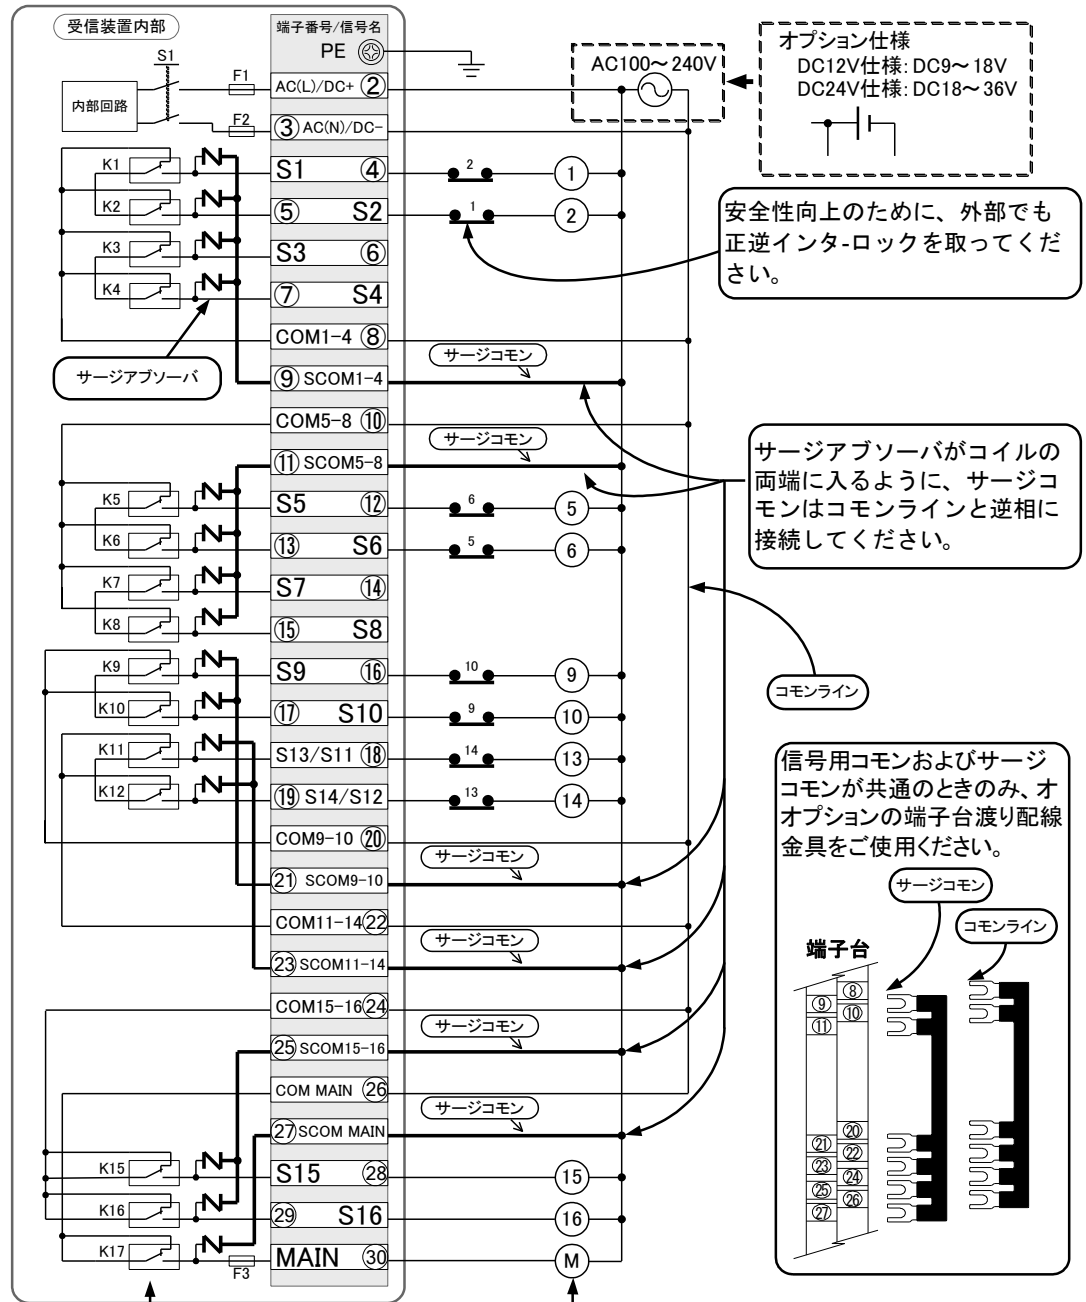 受信装置内部
S1
内部回路
F1
F2
端子番号/信号名
PE
AC(L)/DC+ ②
③ AC(N)/DC-
AC100～240V
オプション仕様
DC12V仕様：DC9～18V
DC24V仕様：DC18～36V
K1
S1 ④
2
1
K2
⑤ S2
1
2
K3
S3 ⑥
K4
⑦ S4
安全性向上のために、外部でも
正逆インタ-ロックを取ってくだ
さい。
COM1-4 ⑧
サージアブソーバ
サージコモン
⑨ SCOM1-4
COM5-8 ⑩
サージコモン
⑪ SCOM5-8
サージアブソーバがコイルの
両端に入るように、サージコ
モンはコモンラインと逆相に
接続してください。
K5
S5 ⑫
6
5
K6
⑬ S6
5
6
K7
S7 ⑭
K8
⑮ S8
K9
S9 ⑯
10
9
コモンライン
K10
⑰ S10
9
10
K11
S13/S11 ⑱
14
13
K12
⑲ S14/S12
13
14
COM9-10 ⑳
サージコモン
㉑ SCOM9-10
COM11-14 ㉒
サージコモン
㉓ SCOM11-14
COM15-16 ㉔
サージコモン
㉕ SCOM15-16
COM MAIN ㉖
サージコモン
㉗ SCOM MAIN
K15
S15 ㉘
15
K16
㉙ S16
16
K17
F3
MAIN ㉚
M
信号用コモンおよびサージ
コモンが共通のときのみ、オ
オプションの端子台渡り配線
金具をご使用ください。
サージコモン
コモンライン
端子台
⑧
⑨
⑩
⑪
⑳
㉑
㉒
㉓
㉔
㉕
㉖
㉗